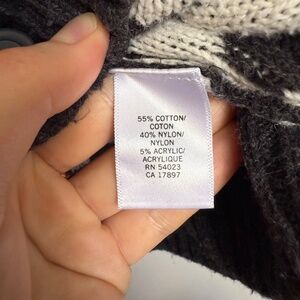 55% COTTON/
COTON
40% NYLON/
NYLON
5% ACRYLIC/
ACRYLIQUE
RN 54023
CA 17897